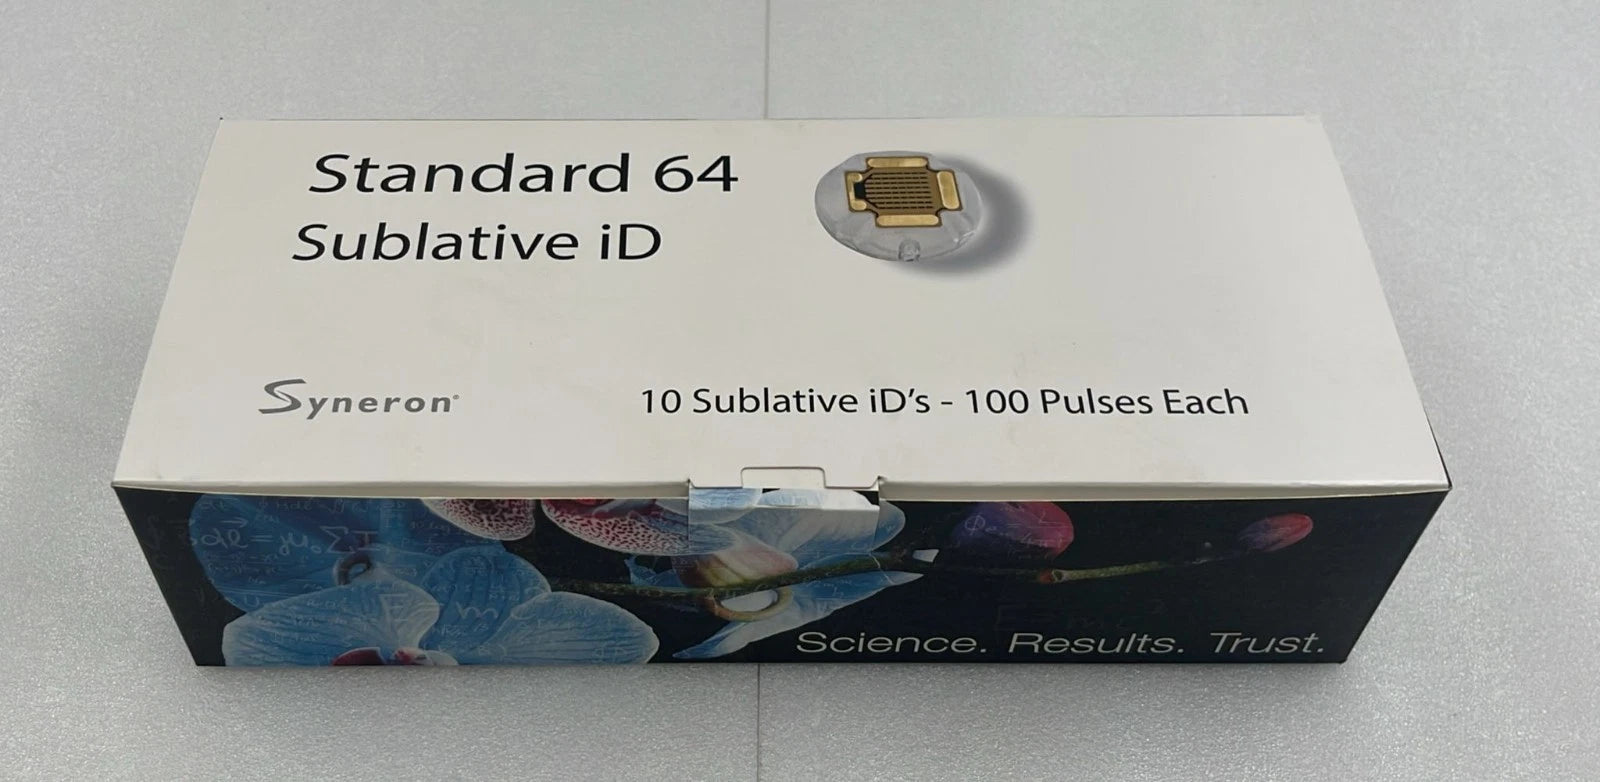 Standard 64
Sublative iD
Syneron®
10 Sublative iD's - 100 Pulses Each
Science. Results. Trust.